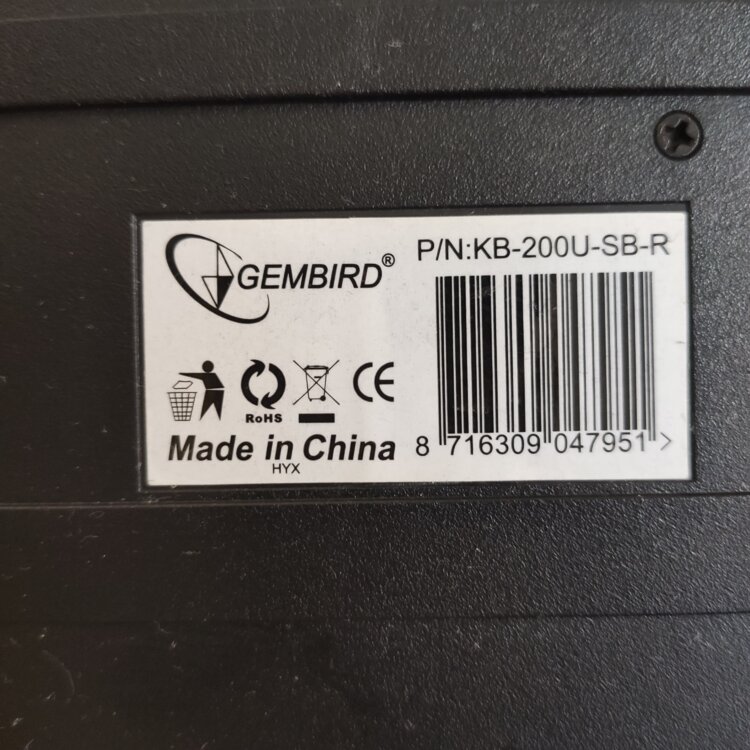 GEMBIRD®
P/N:KB-200U-SB-R
RoHS
CE
Made in China
HYX
8 716309 047951 >